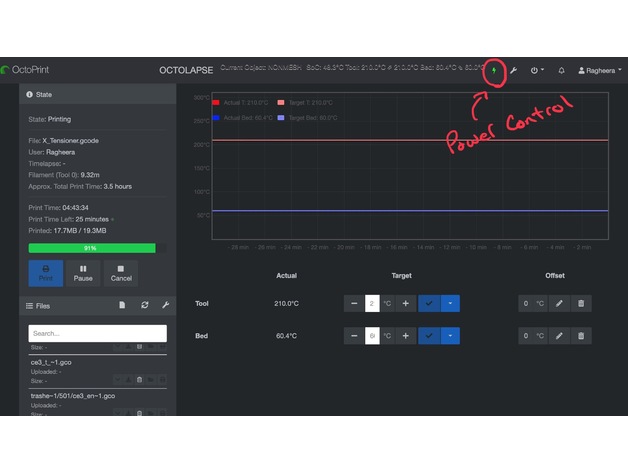 OctoPrint
OCTOLAPSE
Current Object: NONMESH SoC: 48.3°C Tool: 210.0°C 210.0°C Bed: 60.4°C 60.0°C
Ragheera
State
State: Printing
File: X_Tensioner.gcode
User: Ragheera
Timelapse: -
Filament (Tool 0): 9.32m
Approx. Total Print Time: 3.5 hours
Print Time: 04:43:34
Print Time Left: 25 minutes
Printed: 17.7MB / 19.3MB
91%
Print
Pause
Cancel
Files
Search...
Size: -
ce3_t_~1.gco
Uploaded: -
Size: -
trashe~1/501/ce3_en~1.gco
Uploaded: -
Power Control
300°C
Actual T: 210.0°C
Target T: 210.0°C
250°C
Actual Bed: 60.4°C
Target Bed: 60.0°C
200°C
150°C
100°C
50°C
- 28 min - 26 min - 24 min - 22 min - 20 min - 18 min - 16 min - 14 min - 12 min - 10 min - 8 min - 6 min - 4 min - 2 min
Actual Target Offset
Tool 210.0°C 2 °C 0 °C
Bed 60.4°C 6 °C 0 °C